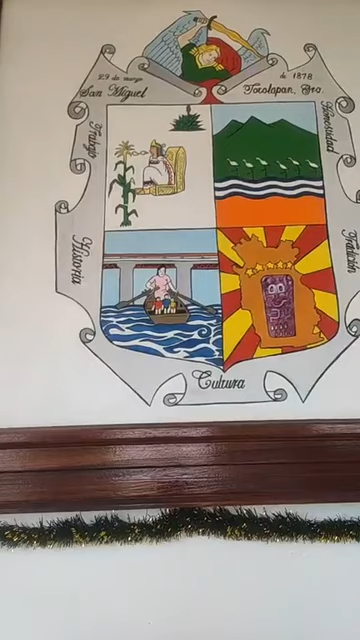 29 de marzo de 1878
San Miguel Totolapan, Gro.
Trabajo
Honestidad
Historia
Tradición
Cultura